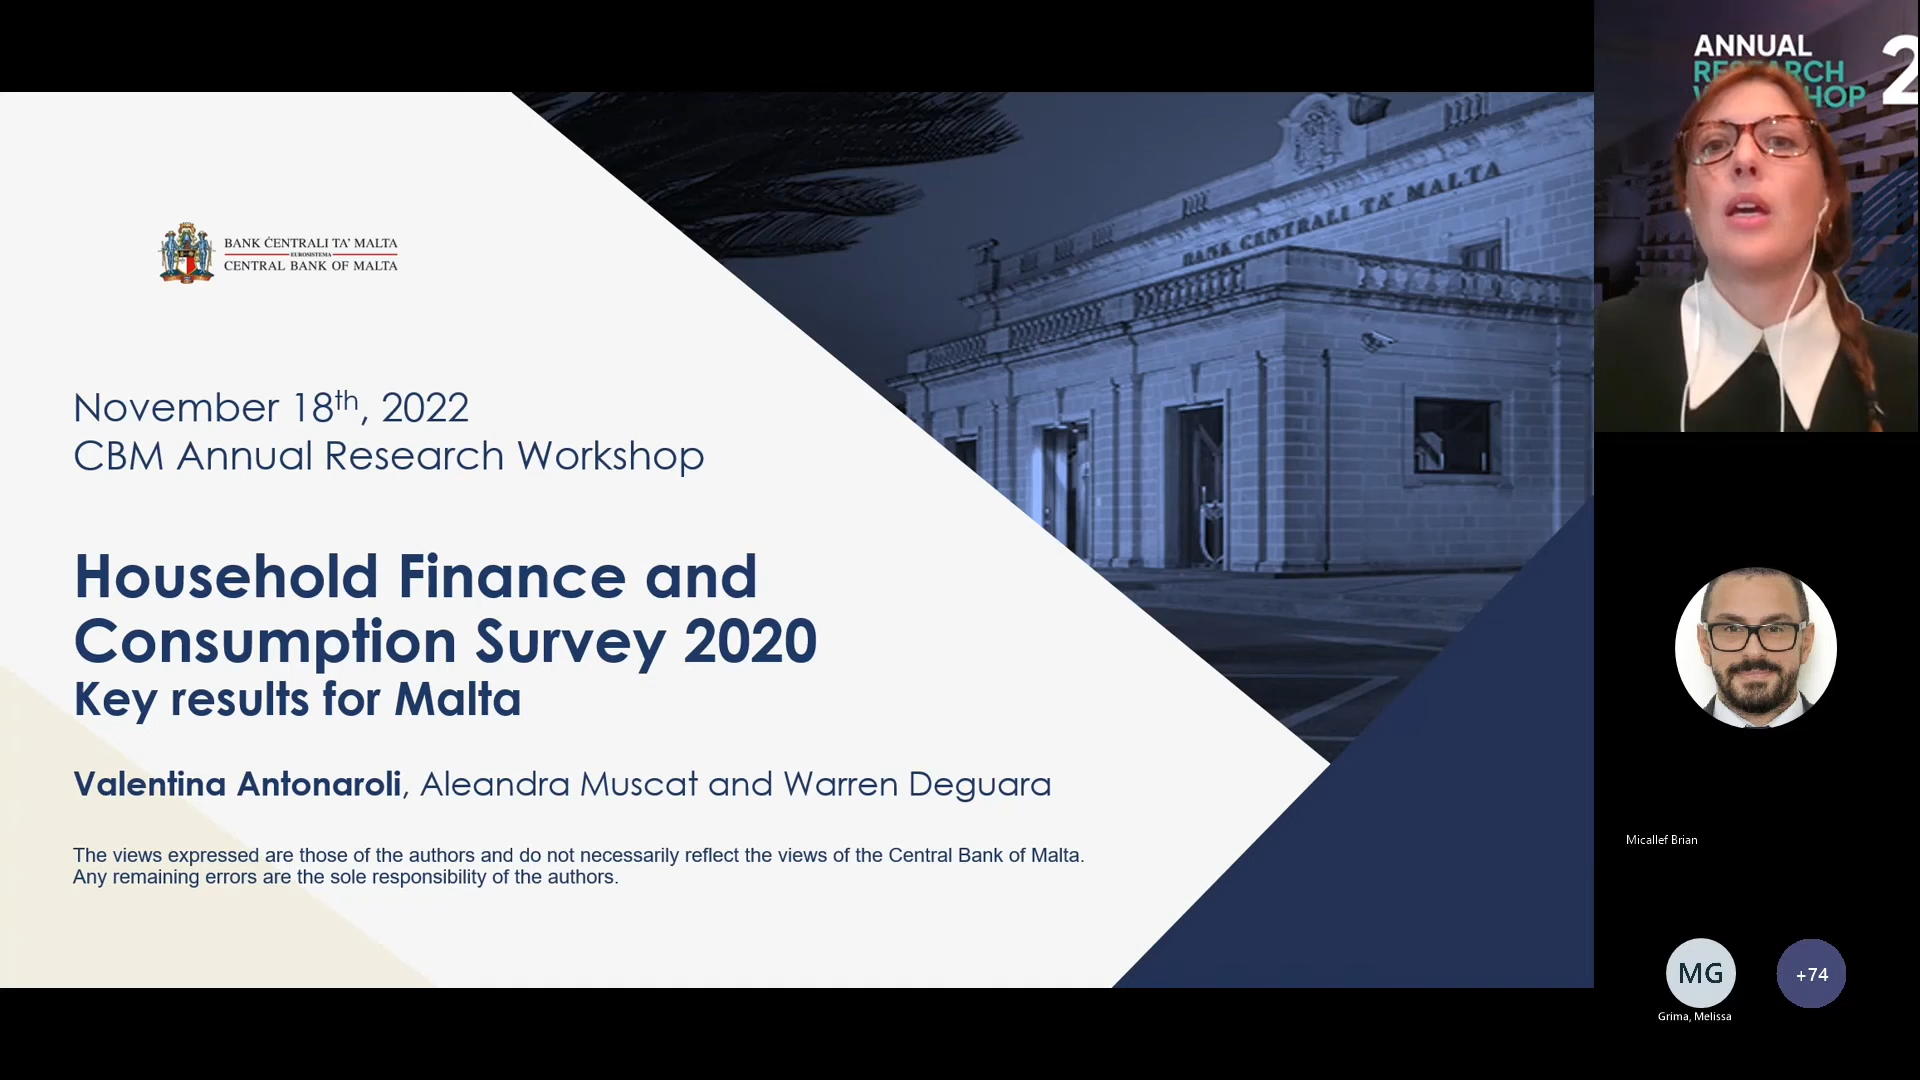 BANK ĊENTRALI TA' MALTA
EUROSISTEMA
CENTRAL BANK OF MALTA
November 18th, 2022
CBM Annual Research Workshop
Household Finance and
Consumption Survey 2020
Key results for Malta
Valentina Antonaroli, Aleandra Muscat and Warren Deguara
The views expressed are those of the authors and do not necessarily reflect the views of the Central Bank of Malta.
Any remaining errors are the sole responsibility of the authors.
BANK CENTRALI TA' MALTA
ANNUAL
2
Micallef Brian
MG
+74
Grima, Melissa